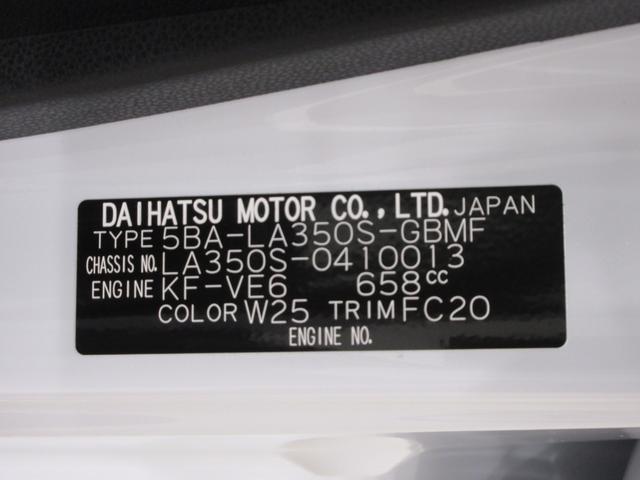 DAIHATSU MOTOR CO., LTD. JAPAN
TYPE 5BA-LA350S-GBMF
CHASSIS NO. LA350S-0410013
ENGINE KF-VE6 658cc
COLOR W25 TRIM FC20
ENGINE NO.